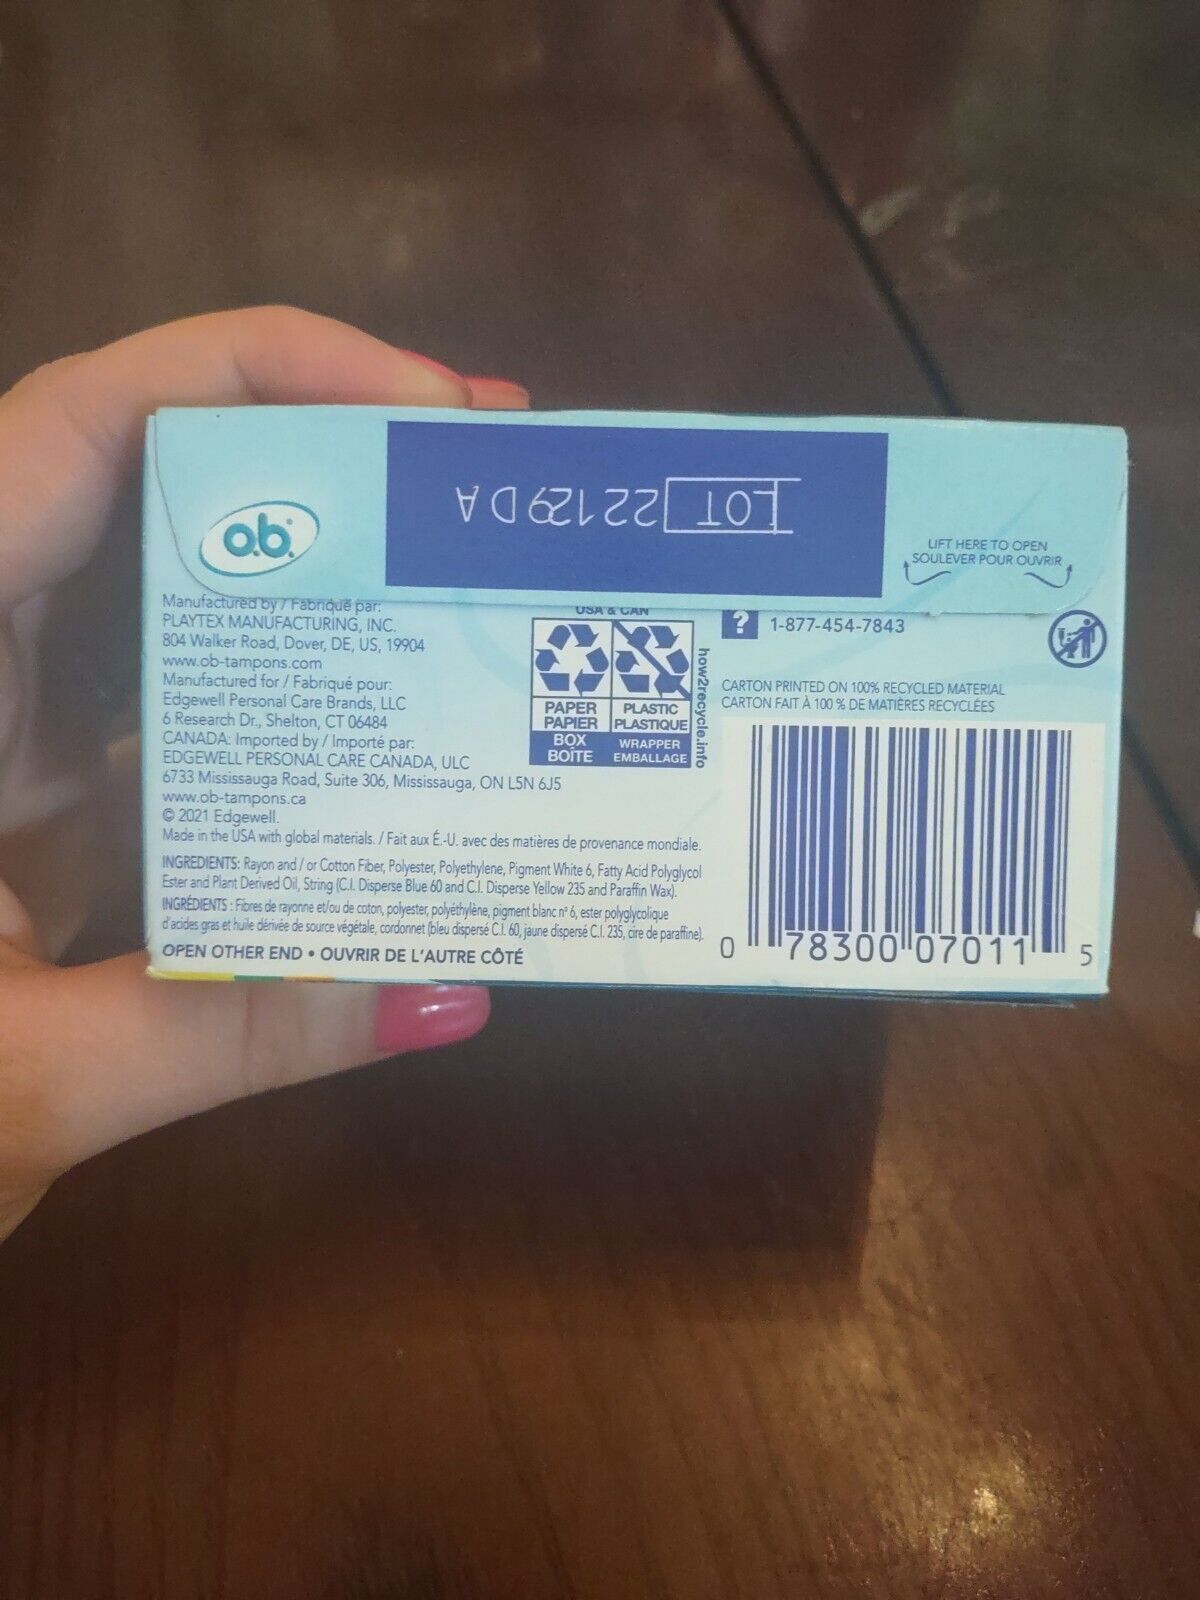 LOT 22129DA
o.b.
LIFT HERE TO OPEN
SOULEVER POUR OUVRIR
Manufactured by / Fabriqué par:
PLAYTEX MANUFACTURING, INC.
804 Walker Road, Dover, DE, US, 19904
www.ob-tampons.com
Manufactured for / Fabriqué pour:
Edgewell Personal Care Brands, LLC
6 Research Dr., Shelton, CT 06484
CANADA: Imported by / Importé par:
EDGEWELL PERSONAL CARE CANADA, ULC
6733 Mississauga Road, Suite 306, Mississauga, ON L5N 6J5
www.ob-tampons.ca
© 2021 Edgewell.
Made in the USA with global materials. / Fait aux É.-U. avec des matières de provenance mondiale.
INGREDIENTS: Rayon and / or Cotton Fiber, Polyester, Polyethylene, Pigment White 6, Fatty Acid Polyglycol
Ester and Plant Derived Oil, String (C.I. Disperse Blue 60 and C.I. Disperse Yellow 235 and Paraffin Wax).
INGRÉDIENTS : Fibres de rayonne et/ou de coton, polyester, polyéthylène, pigment blanc nº 6, ester polyglycolique
d'acides gras et huile dérivée de source végétale, cordonnet (bleu dispersé C.I. 60, jaune dispersé C.I. 235, cire de paraffine).
OPEN OTHER END • OUVRIR DE L'AUTRE CÔTÉ
USA & CAN
PAPER
PAPIER
BOX
BOÎTE
PLASTIC
PLASTIQUE
WRAPPER
EMBALLAGE
how2recycle.info
? 1-877-454-7843
CARTON PRINTED ON 100% RECYCLED MATERIAL
CARTON FAIT À 100 % DE MATIÈRES RECYCLÉES
0 78300 07011 5